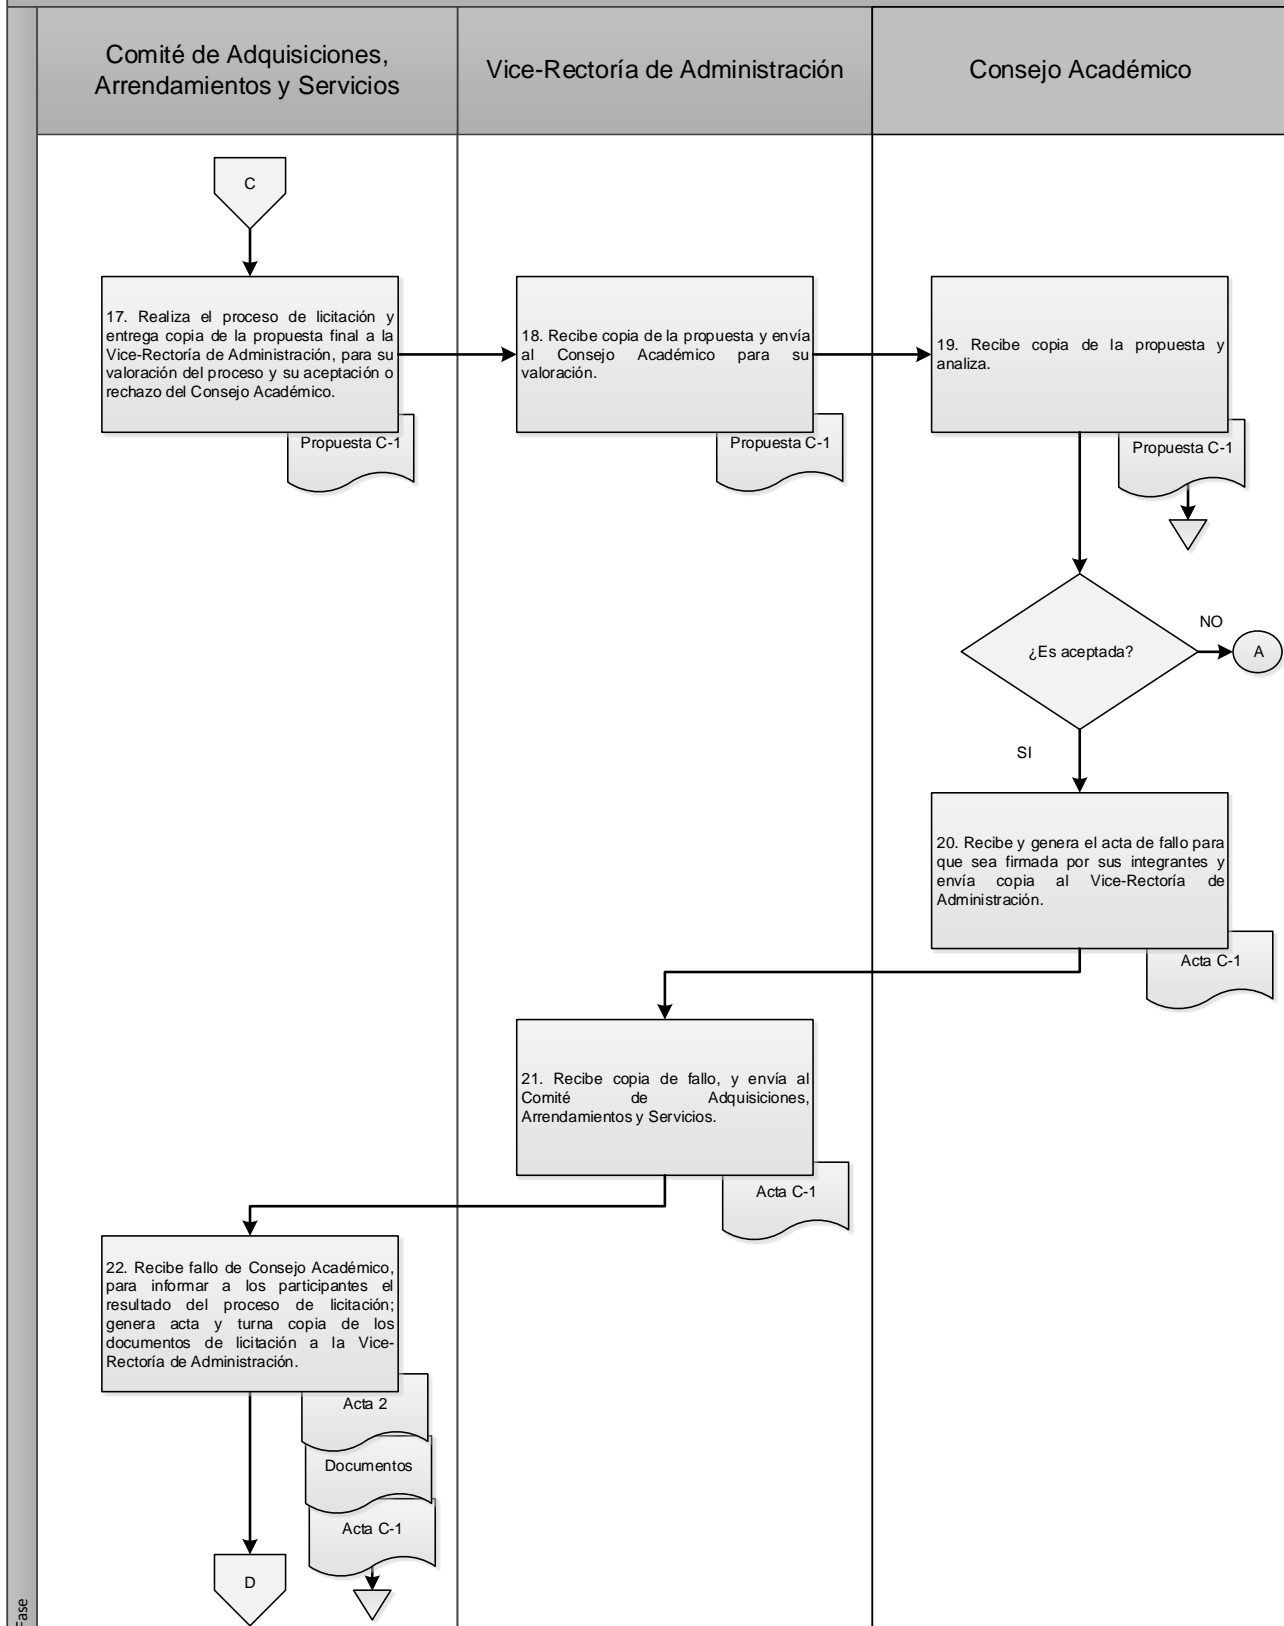 Comité de Adquisiciones,
Arrendamientos y Servicios
Vice-Rectoría de Administración
Consejo Académico
C
17. Realiza el proceso de licitación y
entrega copia de la propuesta final a la
Vice-Rectoría de Administración, para su
valoración del proceso y su aceptación o
rechazo del Consejo Académico.
Propuesta C-1
18. Recibe copia de la propuesta y envía
al Consejo Académico para su
valoración.
Propuesta C-1
19. Recibe copia de la propuesta y
analiza.
Propuesta C-1
¿Es aceptada?
NO
A
SI
20. Recibe y genera el acta de fallo para
que sea firmada por sus integrantes y
envía copia al Vice-Rectoría de
Administración.
Acta C-1
21. Recibe copia de fallo, y envía al
Comité de Adquisiciones,
Arrendamientos y Servicios.
Acta C-1
22. Recibe fallo de Consejo Académico,
para informar a los participantes el
resultado del proceso de licitación;
genera acta y turna copia de los
documentos de licitación a la Vice-
Rectoría de Administración.
Acta 2
Documentos
Acta C-1
D
Fase